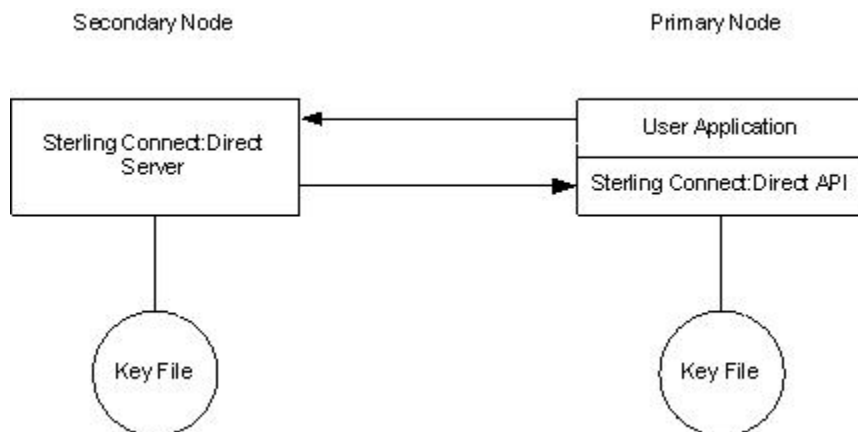 Secondary Node
Primary Node
Sterling Connect:Direct
Server
User Application
Sterling Connect:Direct API
Key File
Key File